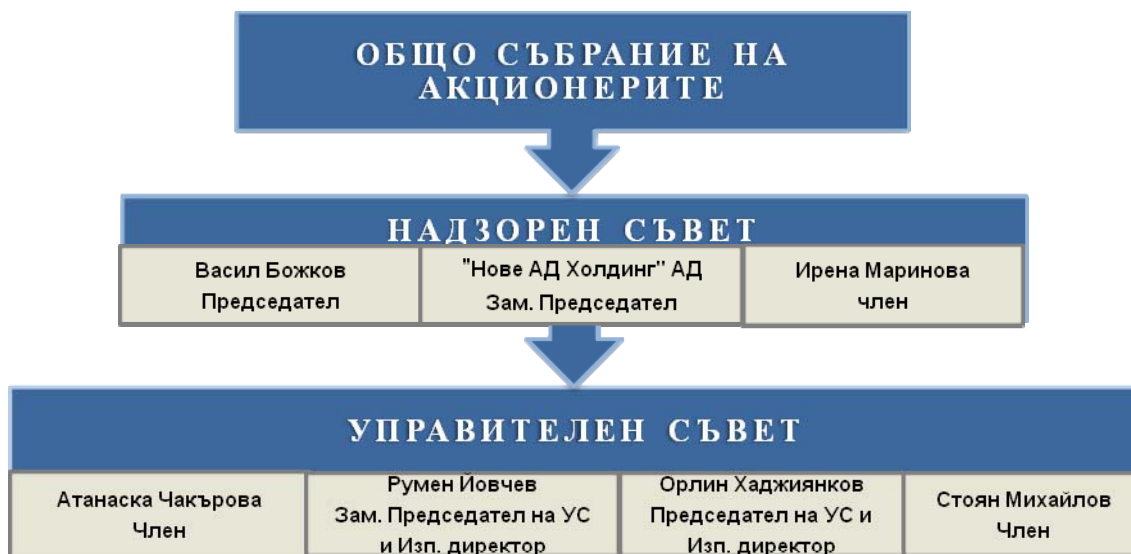 ОБЩО СЪБРАНИЕ НА
АКЦИОНЕРИТЕ
НАДЗОРЕН СЪВЕТ
Васил Божков
Председател
"Нове АД Холдинг" АД
Зам. Председател
Ирена Маринова
член
УПРАВИТЕЛЕН СЪВЕТ
Атанаска Чакърова
Член
Румен Йовчев
Зам. Председател на УС
и Изп. директор
Орлин Хаджиянков
Председател на УС и
Изп. директор
Стоян Михайлов
Член